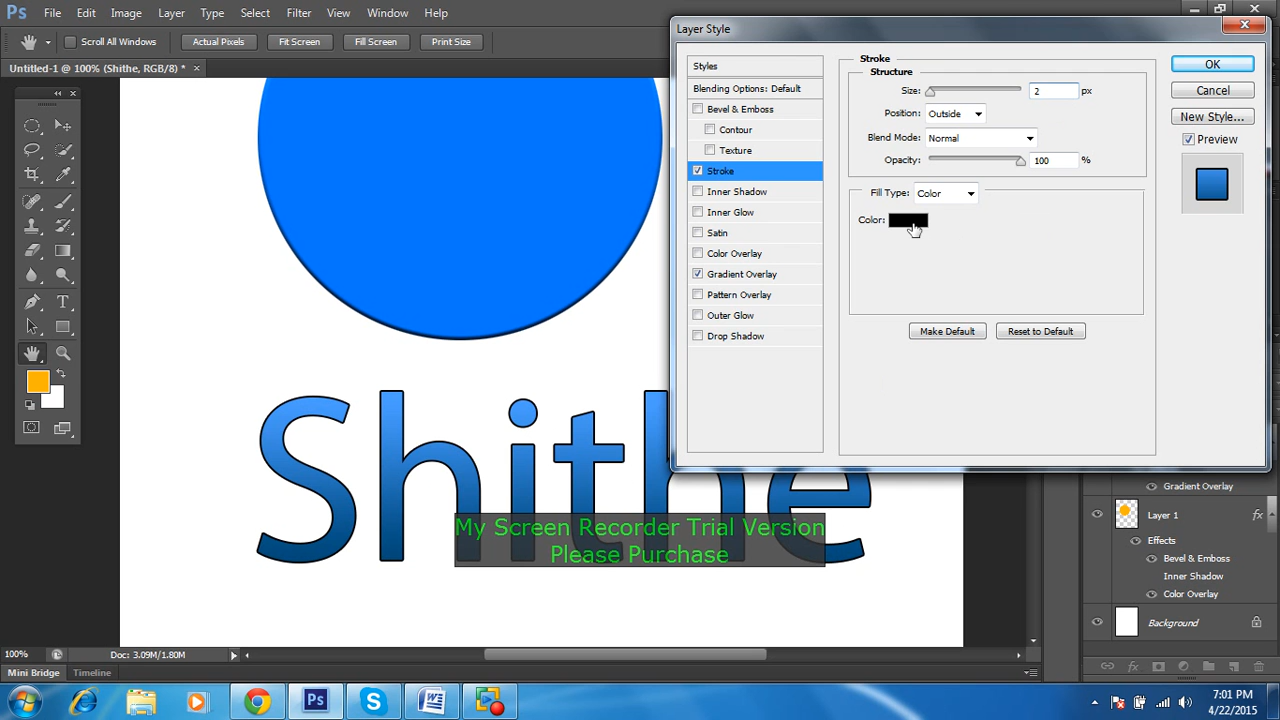 Ps File Edit Image Layer Type Select Filter View Window Help
Scroll All Windows Actual Pixels Fit Screen Fill Screen Print Size
Untitled-1 @ 100% (Shithe, RGB/8) * ×
Layer Style
Styles
Blending Options: Default
Bevel & Emboss
Contour
Texture
Stroke
Inner Shadow
Inner Glow
Satin
Color Overlay
Gradient Overlay
Pattern Overlay
Outer Glow
Drop Shadow
Stroke
Structure
Size: 2 px
Position: Outside
Blend Mode: Normal
Opacity: 100 %
Fill Type: Color
Color:
Make Default Reset to Default
OK
Cancel
New Style...
Preview
Shithe
My Screen Recorder Trial Version
Please Purchase
Gradient Overlay
Layer 1 fx
Effects
Bevel & Emboss
Inner Shadow
Color Overlay
Background
100% Doc: 3.09M/1.80M
Mini Bridge Timeline
7:01 PM
4/22/2015